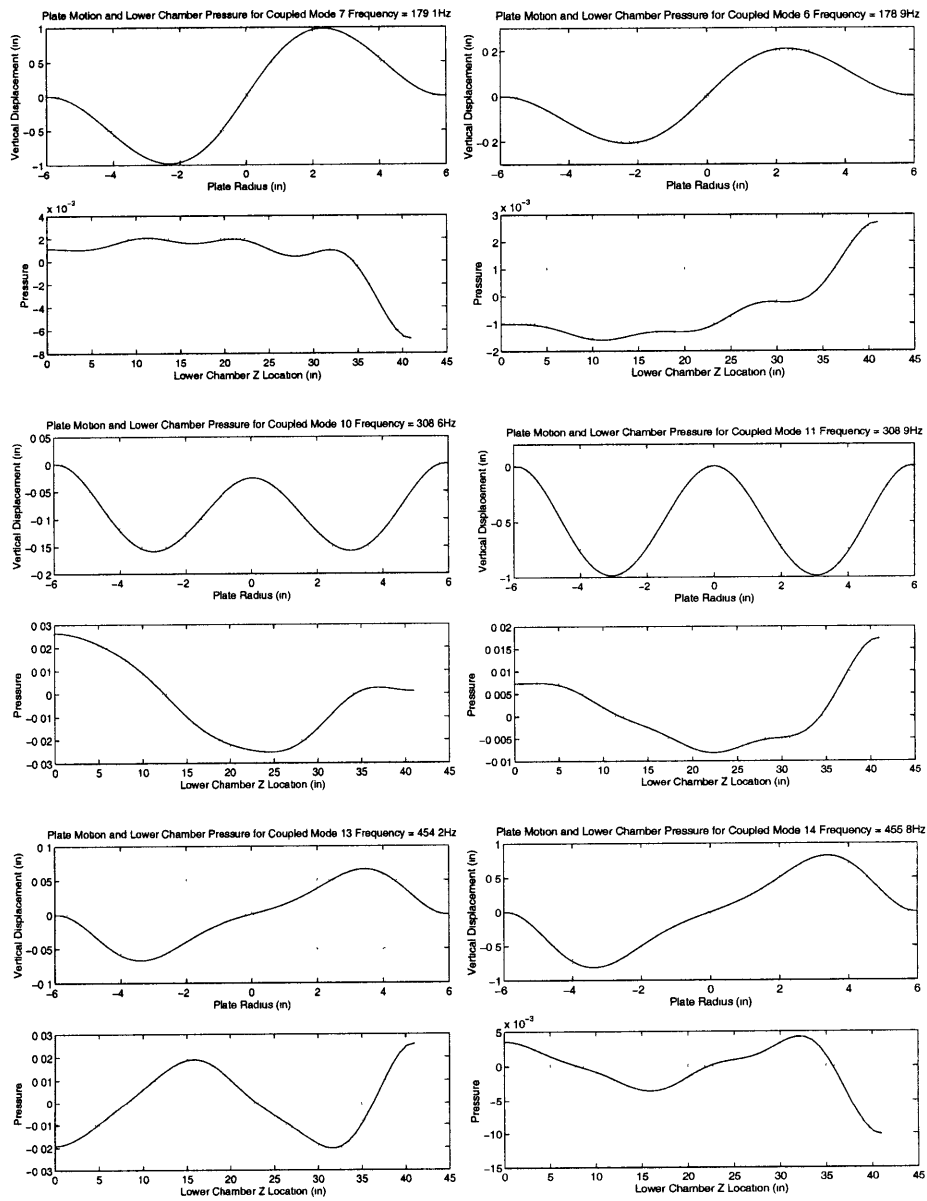 Plate Motion and Lower Chamber Pressure for Coupled Mode 7 Frequency = 179 1Hz
Vertical Displacement (in)
1
0 5
0
-0 5
-1
-6 -4 -2 0 2 4 6
Plate Radius (in)
x 10-3
Pressure
4
2
0
-2
-4
-6
-8
0 5 10 15 20 25 30 35 40 45
Lower Chamber Z Location (in)
Plate Motion and Lower Chamber Pressure for Coupled Mode 6 Frequency = 178 9Hz
Vertical Displacement (in)
0 2
0
-0 2
-6 -4 -2 0 2 4 6
Plate Radius (in)
x 10-3
Pressure
3
2
1
0
-1
-2
0 5 10 15 20 25 30 35 40 45
Lower Chamber Z Location (in)
Plate Motion and Lower Chamber Pressure for Coupled Mode 10 Frequency = 308 6Hz
Vertical Displacement (in)
0 05
0
-0 05
-0 1
-0 15
-0 2
-6 -4 -2 0 2 4 6
Plate Radius (in)
Pressure
0 03
0 02
0 01
0
-0 01
-0 02
-0 03
0 5 10 15 20 25 30 35 40 45
Lower Chamber Z Location (in)
Plate Motion and Lower Chamber Pressure for Coupled Mode 11 Frequency = 308 9Hz
Vertical Displacement (in)
0
-0 5
-1
-6 -4 -2 0 2 4 6
Plate Radius (in)
Pressure
0 02
0 015
0 01
0 005
0
-0 005
-0 01
0 5 10 15 20 25 30 35 40 45
Lower Chamber Z Location (in)
Plate Motion and Lower Chamber Pressure for Coupled Mode 13 Frequency = 454 2Hz
Vertical Displacement (in)
0 1
0 05
0
-0 05
-0 1
-6 -4 -2 0 2 4 6
Plate Radius (in)
Pressure
0 03
0 02
0 01
0
-0 01
-0 02
-0 03
0 5 10 15 20 25 30 35 40 45
Lower Chamber Z Location (in)
Plate Motion and Lower Chamber Pressure for Coupled Mode 14 Frequency = 455 8Hz
Vertical Displacement (in)
1
0 5
0
-0 5
-1
-6 -4 -2 0 2 4 6
Plate Radius (in)
x 10-3
Pressure
5
0
-5
-10
-15
0 5 10 15 20 25 30 35 40 45
Lower Chamber Z Location (in)